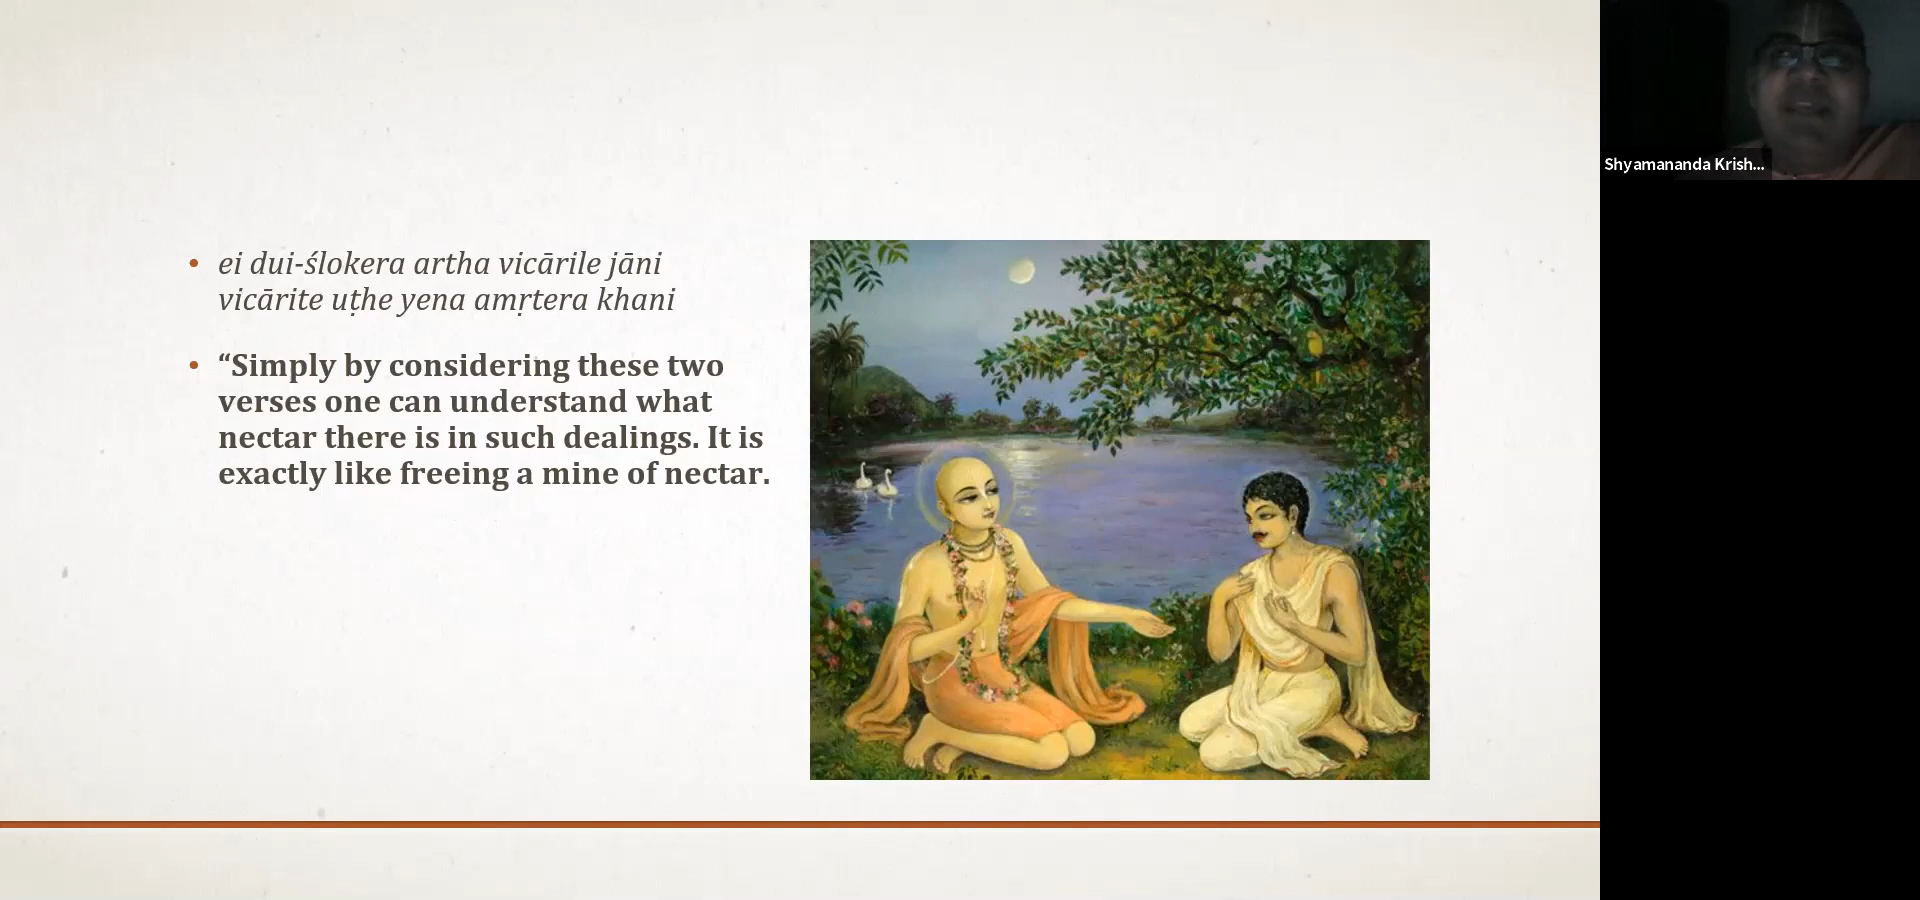 ei dui-ślokera artha vicārile jāni
vicārite uṭhe yena amṛtera khani
“Simply by considering these two
verses one can understand what
nectar there is in such dealings. It is
exactly like freeing a mine of nectar.
Shyamananda Krish...